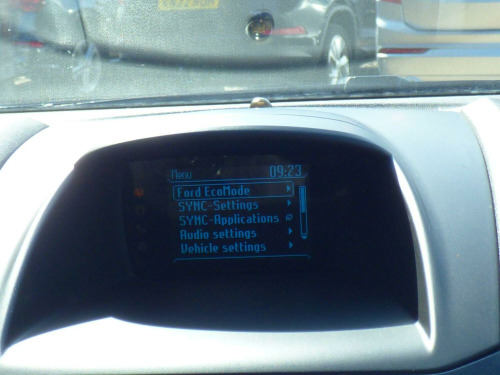 Menu 09:23
Ford EcoMode
SYNC-Settings
SYNC-Applications
Audio settings
Vehicle settings